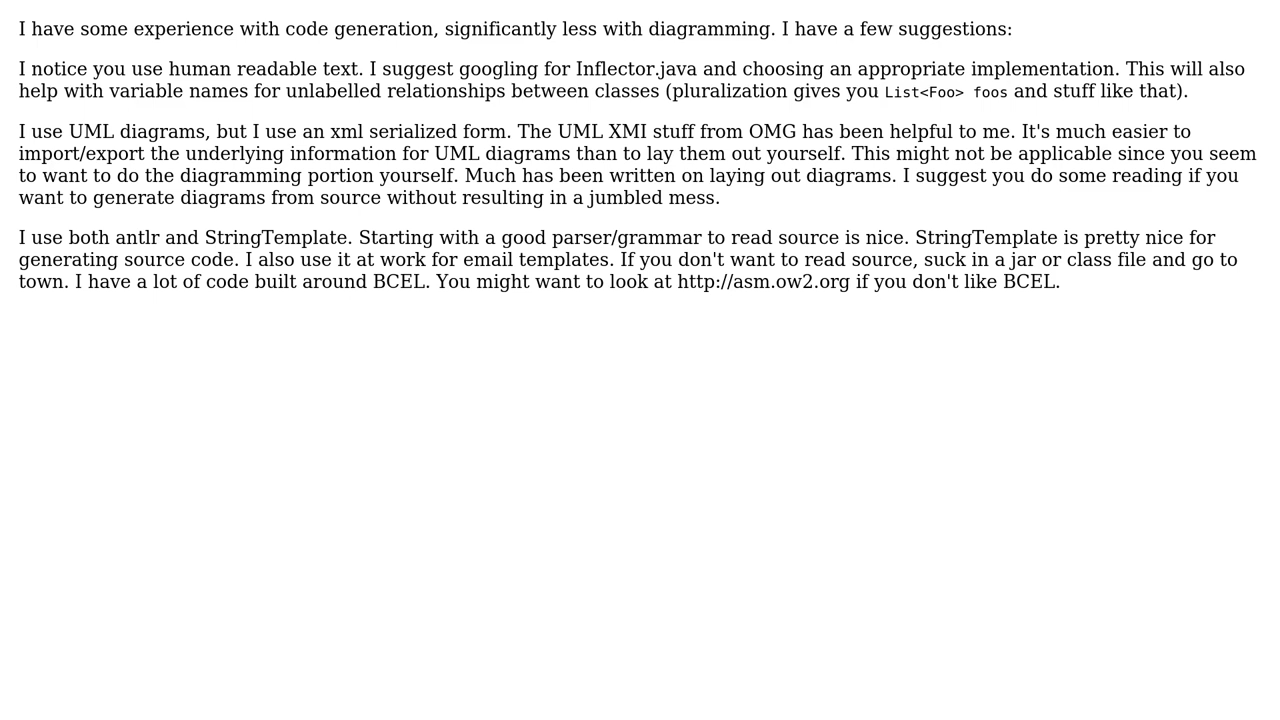 I have some experience with code generation, significantly less with diagramming. I have a few suggestions:
I notice you use human readable text. I suggest googling for Inflector.java and choosing an appropriate implementation. This will also
help with variable names for unlabelled relationships between classes (pluralization gives you List<Foo> foos and stuff like that).
I use UML diagrams, but I use an xml serialized form. The UML XMI stuff from OMG has been helpful to me. It's much easier to
import/export the underlying information for UML diagrams than to lay them out yourself. This might not be applicable since you seem
to want to do the diagramming portion yourself. Much has been written on laying out diagrams. I suggest you do some reading if you
want to generate diagrams from source without resulting in a jumbled mess.
I use both antlr and StringTemplate. Starting with a good parser/grammar to read source is nice. StringTemplate is pretty nice for
generating source code. I also use it at work for email templates. If you don't want to read source, suck in a jar or class file and go to
town. I have a lot of code built around BCEL. You might want to look at http://asm.ow2.org if you don't like BCEL.